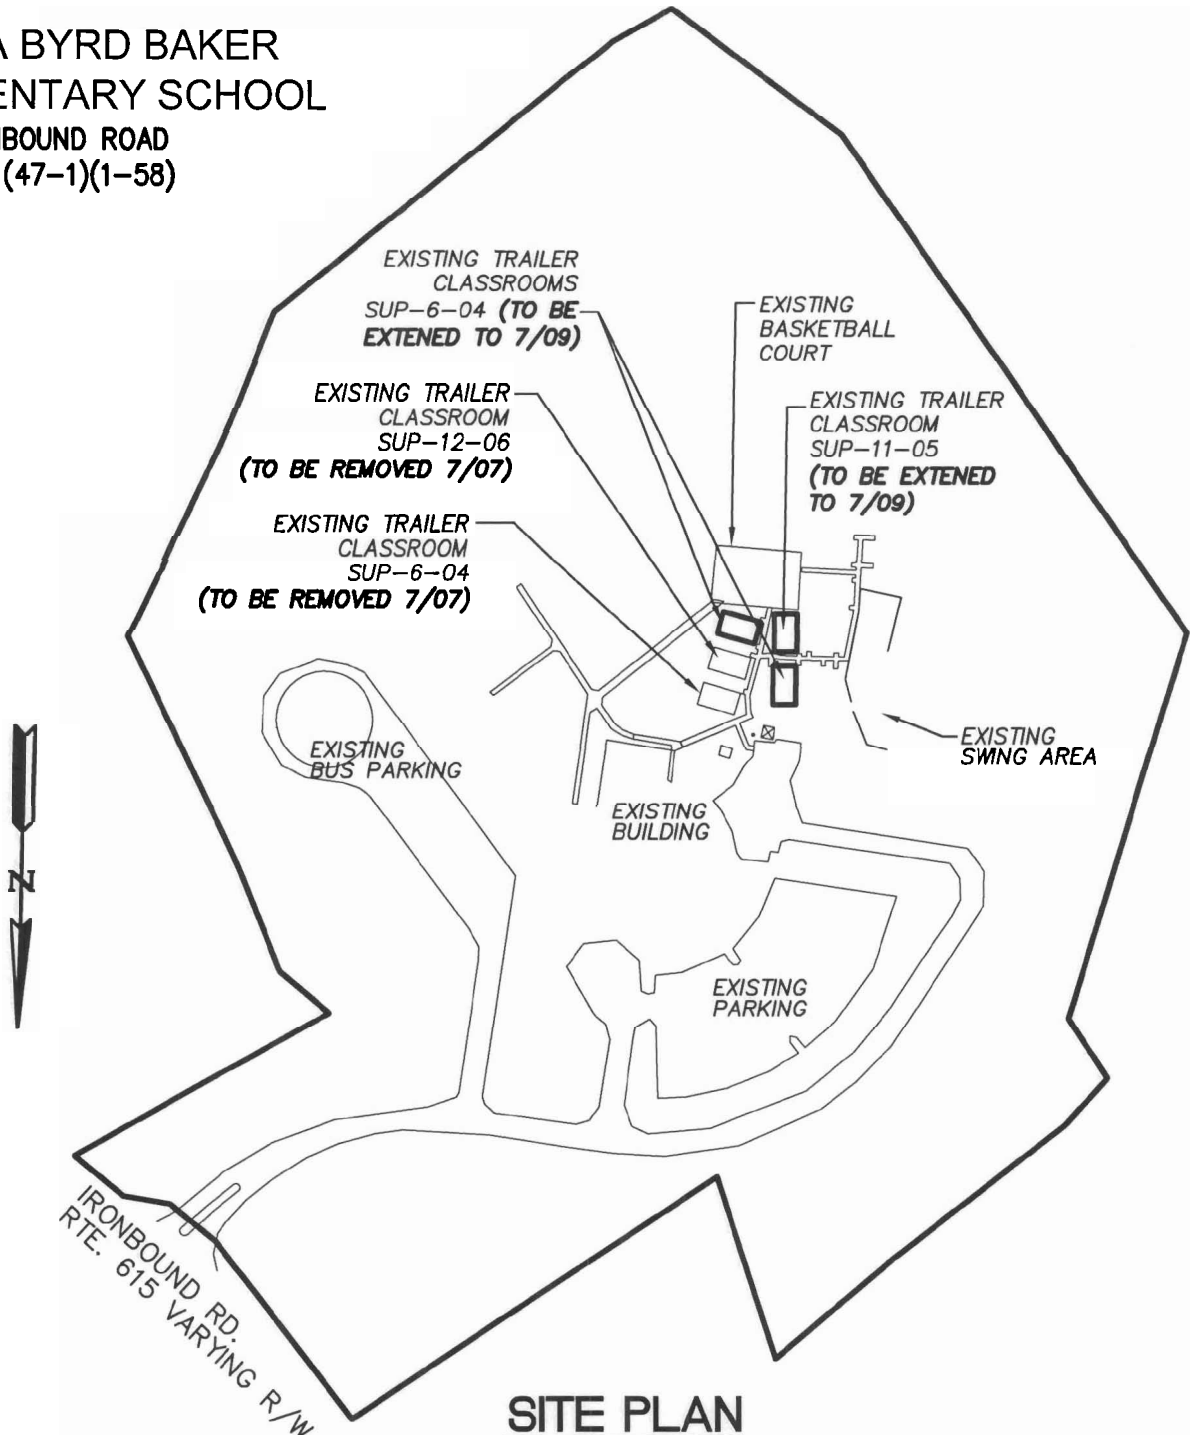 A BYRD BAKER
ENTARY SCHOOL
BOUND ROAD
(47-1)(1-58)
EXISTING TRAILER
CLASSROOMS
SUP-6-04 (TO BE
EXTENED TO 7/09)
EXISTING
BASKETBALL
COURT
EXISTING TRAILER
CLASSROOM
SUP-12-06
(TO BE REMOVED 7/07)
EXISTING TRAILER
CLASSROOM
SUP-11-05
(TO BE EXTENED
TO 7/09)
EXISTING TRAILER
CLASSROOM
SUP-6-04
(TO BE REMOVED 7/07)
EXISTING
BUS PARKING
EXISTING
SWING AREA
EXISTING
BUILDING
N
EXISTING
PARKING
IRONBOUND RD.
RTE. 615 VARYING R/W
SITE PLAN